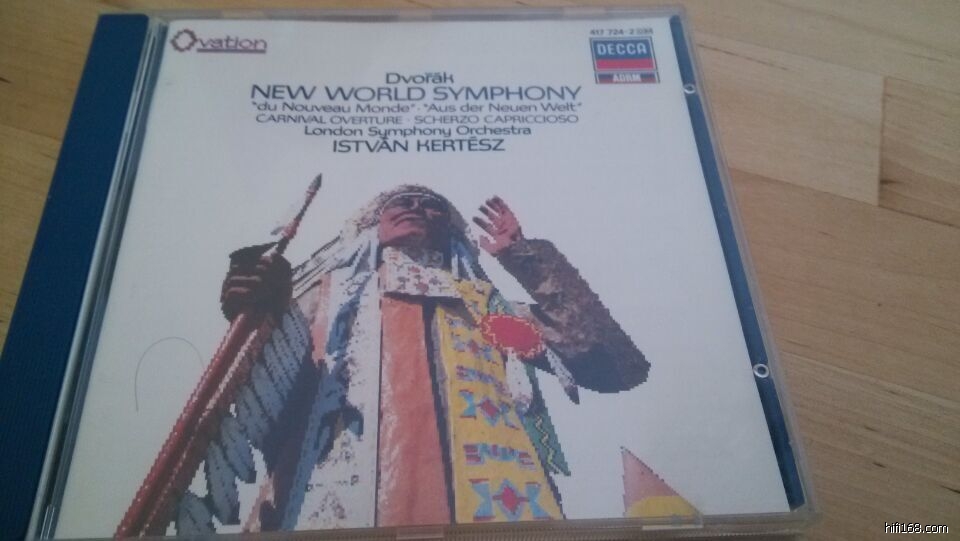 Ovation
417 724-2 DM
DECCA
ADRM
Dvořák
NEW WORLD SYMPHONY
"du Nouveau Monde" · "Aus der Neuen Welt"
CARNIVAL OVERTURE · SCHERZO CAPRICCIOSO
London Symphony Orchestra
ISTVÁN KERTÉSZ
hifi168.com